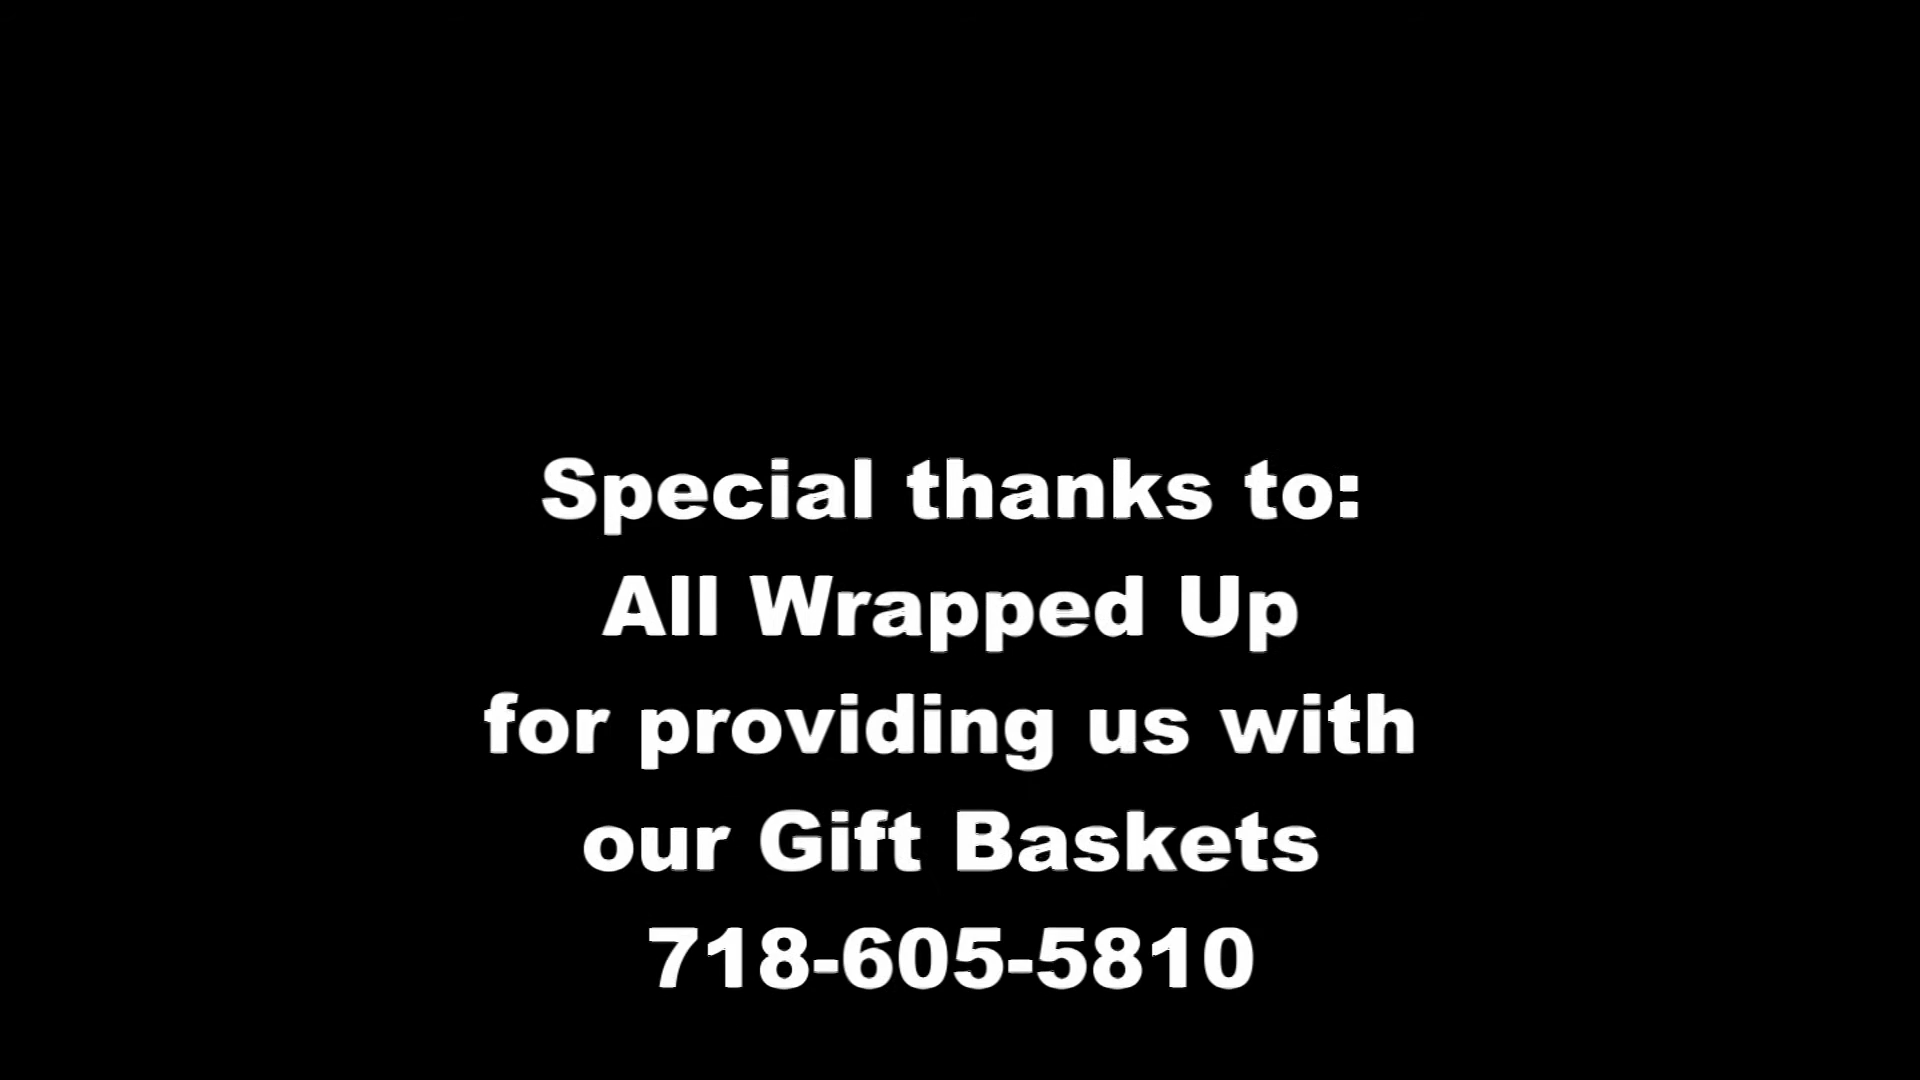 Special thanks to:
All Wrapped Up
for providing us with
our Gift Baskets
718-605-5810